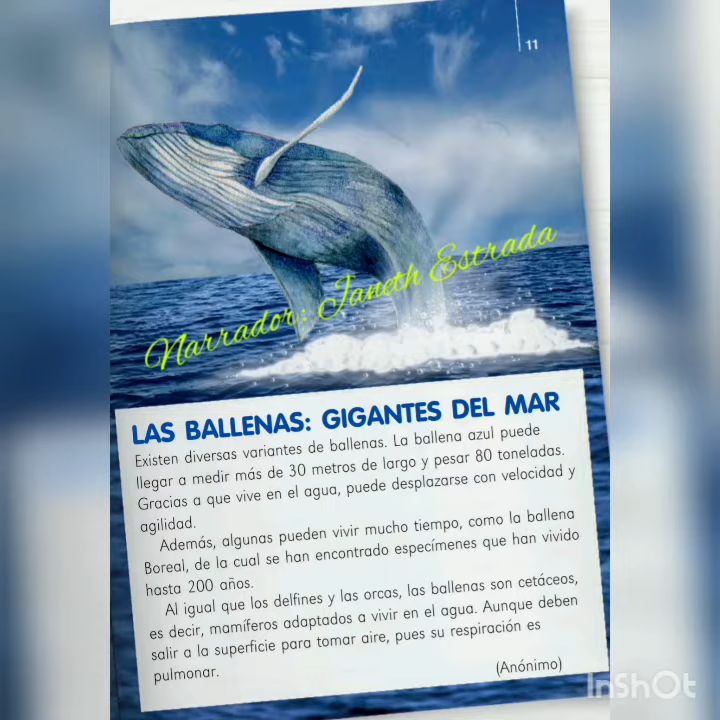 11
Narrador: Janeth Estrada
LAS BALLENAS: GIGANTES DEL MAR
Existen diversas variantes de ballenas. La ballena azul puede
llegar a medir más de 30 metros de largo y pesar 80 toneladas.
Gracias a que vive en el agua, puede desplazarse con velocidad y
agilidad.
Además, algunas pueden vivir mucho tiempo, como la ballena
Boreal, de la cual se han encontrado especímenes que han vivido
hasta 200 años.
Al igual que los delfines y las orcas, las ballenas son cetáceos,
es decir, mamíferos adaptados a vivir en el agua. Aunque deben
salir a la superficie para tomar aire, pues su respiración es
pulmonar.
(Anónimo)
InShOt